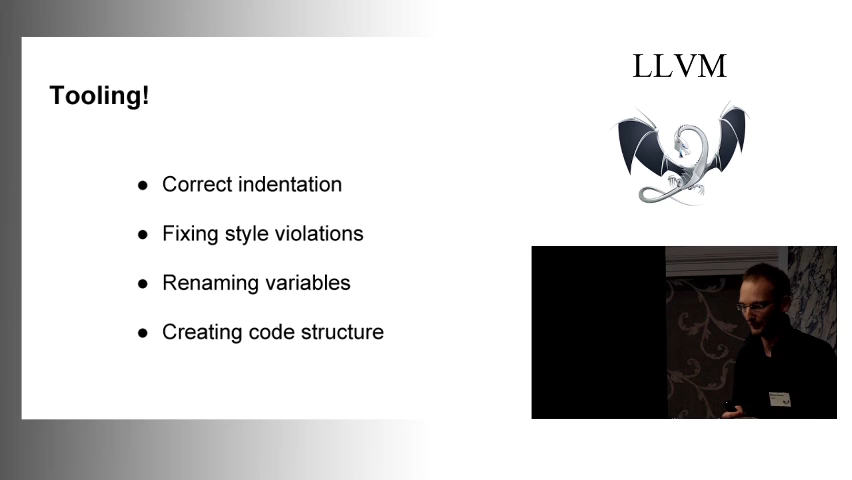 Tooling!
● Correct indentation
● Fixing style violations
● Renaming variables
● Creating code structure
LLVM